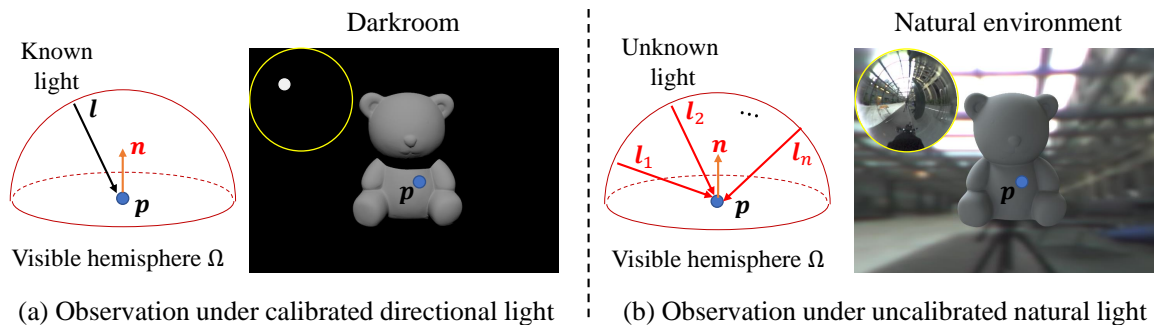 Darkroom
Known
light
l
n
p
p
Visible hemisphere Ω
(a) Observation under calibrated directional light
Natural environment
Unknown
light
l₁
l₂
...
lₙ
n
p
p
Visible hemisphere Ω
(b) Observation under uncalibrated natural light